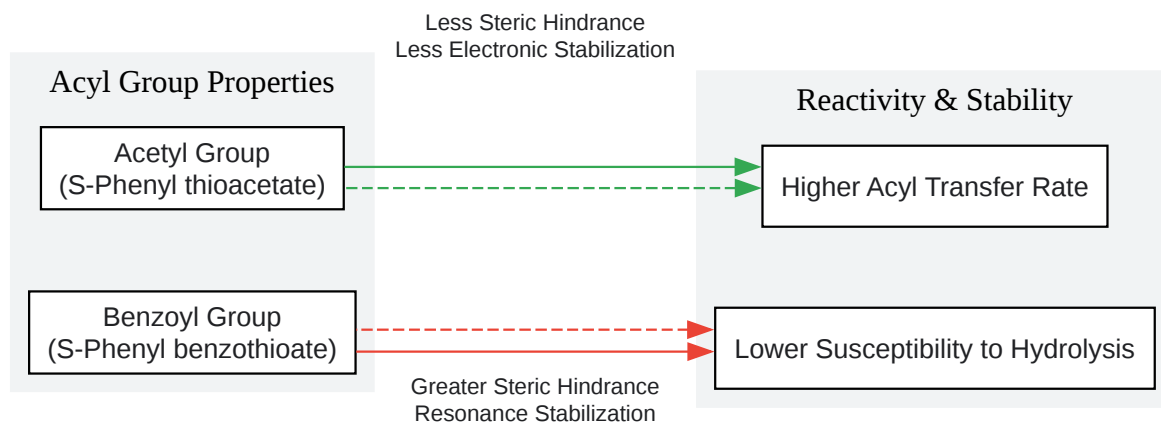 Less Steric Hindrance
Less Electronic Stabilization
Acyl Group Properties
Reactivity & Stability
Acetyl Group
(S-Phenyl thioacetate)
Higher Acyl Transfer Rate
Benzoyl Group
(S-Phenyl benzothioate)
Lower Susceptibility to Hydrolysis
Greater Steric Hindrance
Resonance Stabilization